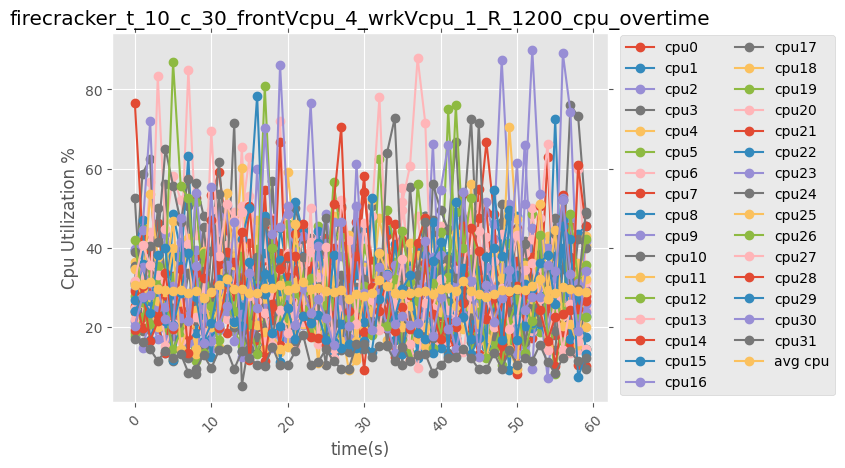 firecracker_t_10_c_30_frontVcpu_4_wrkVcpu_1_R_1200_cpu_overtime
80
60
40
20
Cpu Utilization %
0
10
20
30
40
50
60
time(s)
cpu0
cpu1
cpu2
cpu3
cpu4
cpu5
cpu6
cpu7
cpu8
cpu9
cpu10
cpu11
cpu12
cpu13
cpu14
cpu15
cpu16
cpu17
cpu18
cpu19
cpu20
cpu21
cpu22
cpu23
cpu24
cpu25
cpu26
cpu27
cpu28
cpu29
cpu30
cpu31
avg cpu